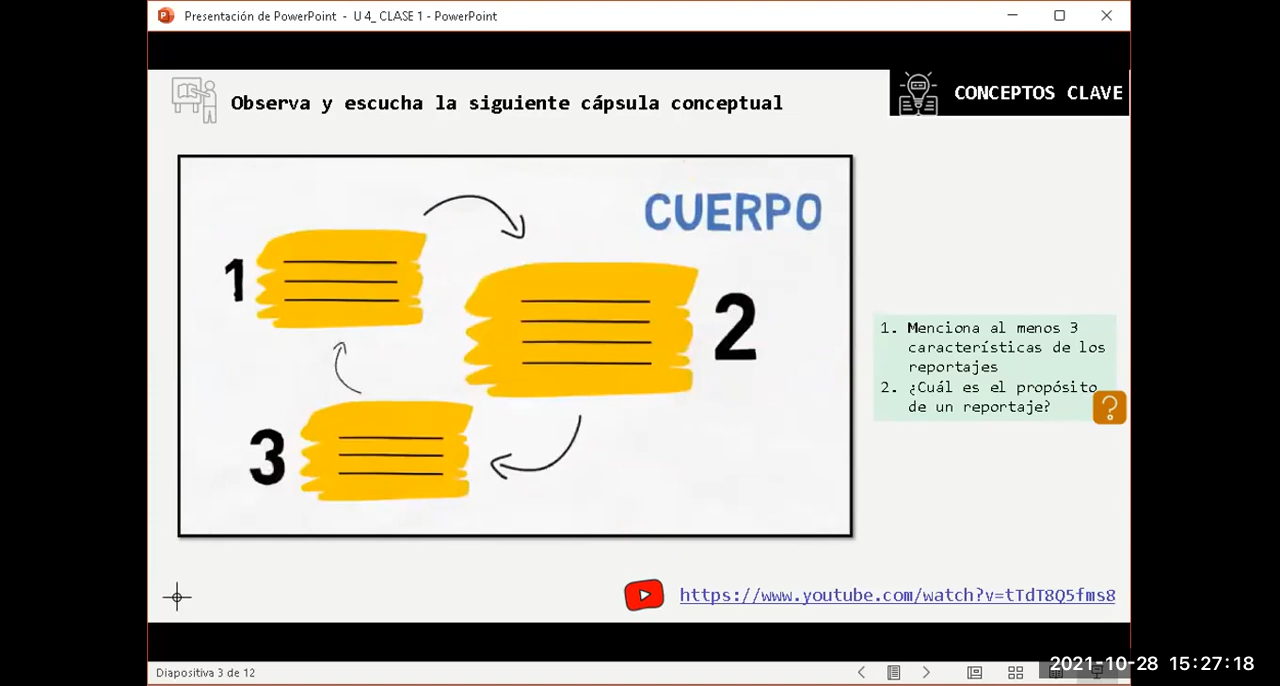 Presentación de PowerPoint - U 4_ CLASE 1 - PowerPoint
Observa y escucha la siguiente cápsula conceptual
CONCEPTOS CLAVE
CUERPO
1
2
3
1. Menciona al menos 3
características de los
reportajes
2. ¿Cuál es el propósito
de un reportaje?
?
https://www.youtube.com/watch?v=tTdT8Q5fms8
Diapositiva 3 de 12
2021-10-28 15:27:18